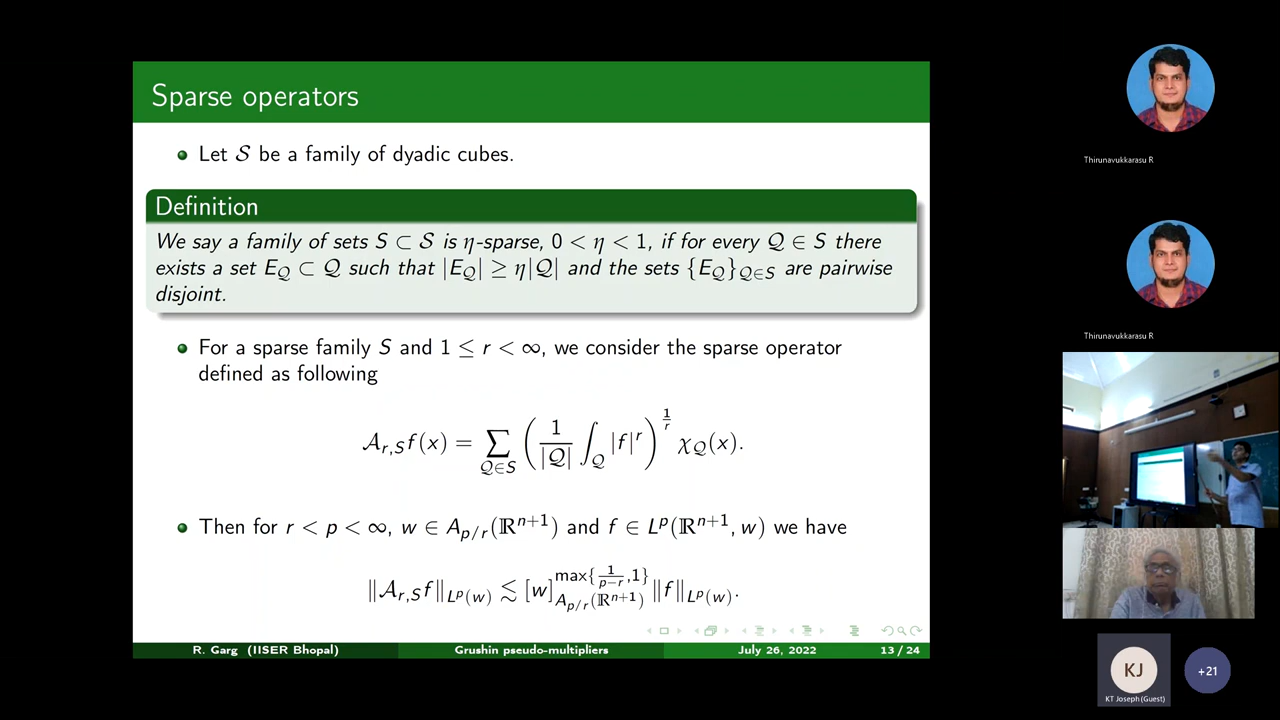 Sparse operators
Let 𝒮 be a family of dyadic cubes.
Definition
We say a family of sets S ⊂ 𝒮 is η-sparse, 0 < η < 1, if for every 𝒬 ∈ S there
exists a set E_𝒬 ⊂ 𝒬 such that |E_𝒬| ≥ η|𝒬| and the sets {E_𝒬}_{𝒬∈S} are pairwise
disjoint.
For a sparse family S and 1 ≤ r < ∞, we consider the sparse operator
defined as following
𝒜_{r,S}f(x) = ∑_{𝒬∈S} ( 1/|𝒬| ∫_𝒬 |f|^r )^{1/r} χ_𝒬(x).
Then for r < p < ∞, w ∈ A_{p/r}(ℝ^{n+1}) and f ∈ L^p(ℝ^{n+1}, w) we have
‖𝒜_{r,S}f‖_{L^p(w)} ≲ [w]_{A_{p/r}(ℝ^{n+1})}^{max{1/(p−r),1}} ‖f‖_{L^p(w)}.
R. Garg (IISER Bhopal) Grushin pseudo-multipliers July 26, 2022 13 / 24
Thirunavukkarasu R
Thirunavukkarasu R
KJ
+21
KT Joseph (Guest)